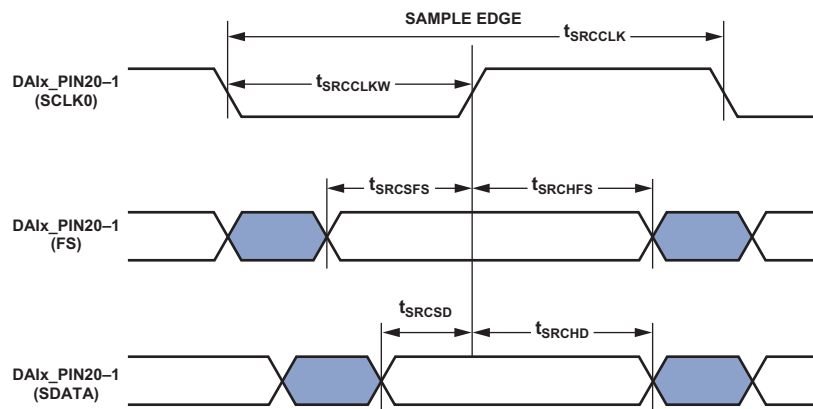 SAMPLE EDGE
tSRCCLK
DAIx_PIN20–1
(SCLK0)
tSRCCLKW
DAIx_PIN20–1
(FS)
tSRCSFS
tSRCHFS
DAIx_PIN20–1
(SDATA)
tSRCSD
tSRCHD